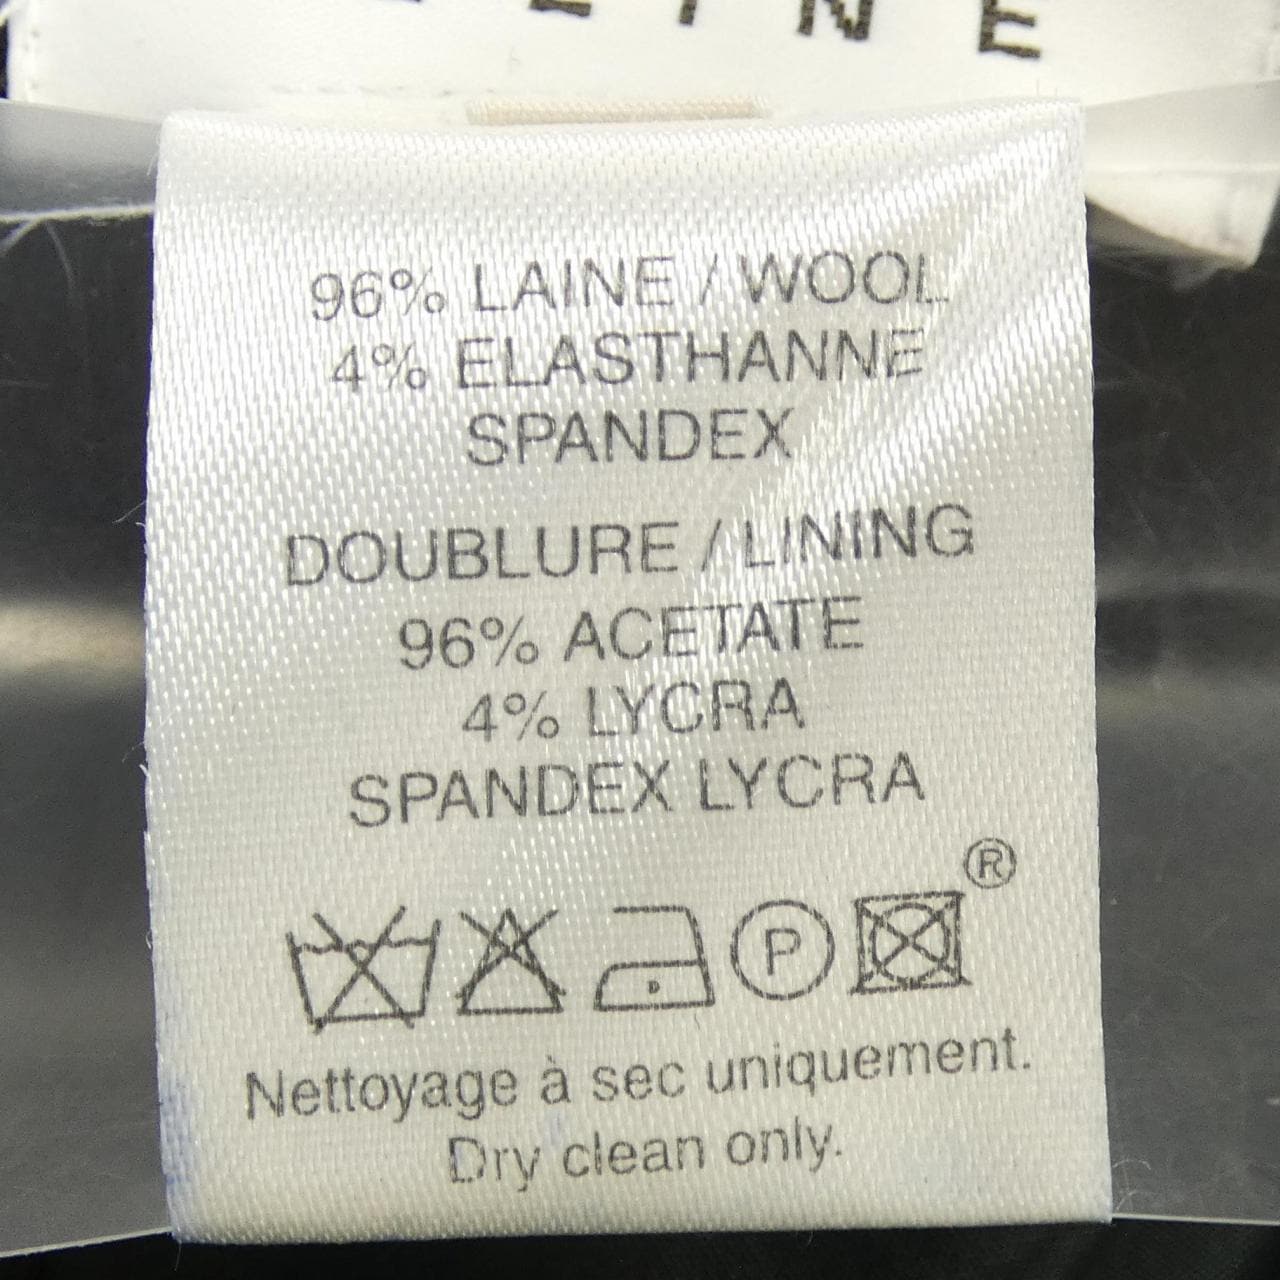 INE
96% LAINE / WOOL
4% ELASTHANNE
SPANDEX
DOUBLURE / LINING
96% ACETATE
4% LYCRA
SPANDEX LYCRA
®
P
Nettoyage à sec uniquement.
Dry clean only.